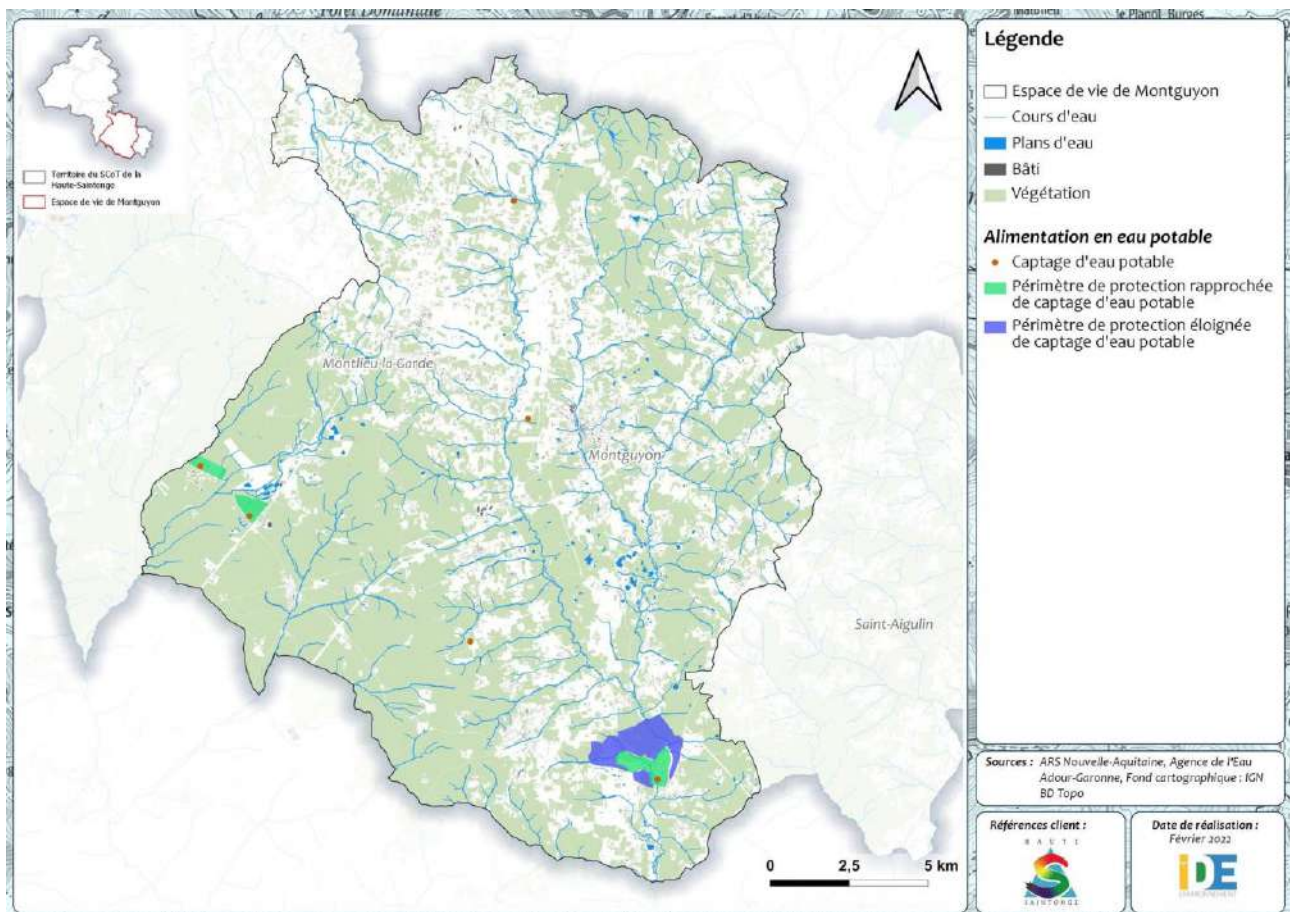 Légende
Espace de vie de Montguyon
Cours d'eau
Plans d'eau
Bâti
Végétation
Alimentation en eau potable
Captage d'eau potable
Périmètre de protection rapprochée
de captage d'eau potable
Périmètre de protection éloignée
de captage d'eau potable
Territoire du SCoT de la
Haute-Saintonge
Espace de vie de Montguyon
Montlieu-la-Garde
Montguyon
Saint-Aigulin
0 2,5 5 km
Sources : ARS Nouvelle-Aquitaine, Agence de l'Eau
Adour-Garonne, Fond cartographique : IGN
BD Topo
Références client :
HAUTE
SAINTONGE
Date de réalisation :
Février 2022
IDE
ENVIRONNEMENT